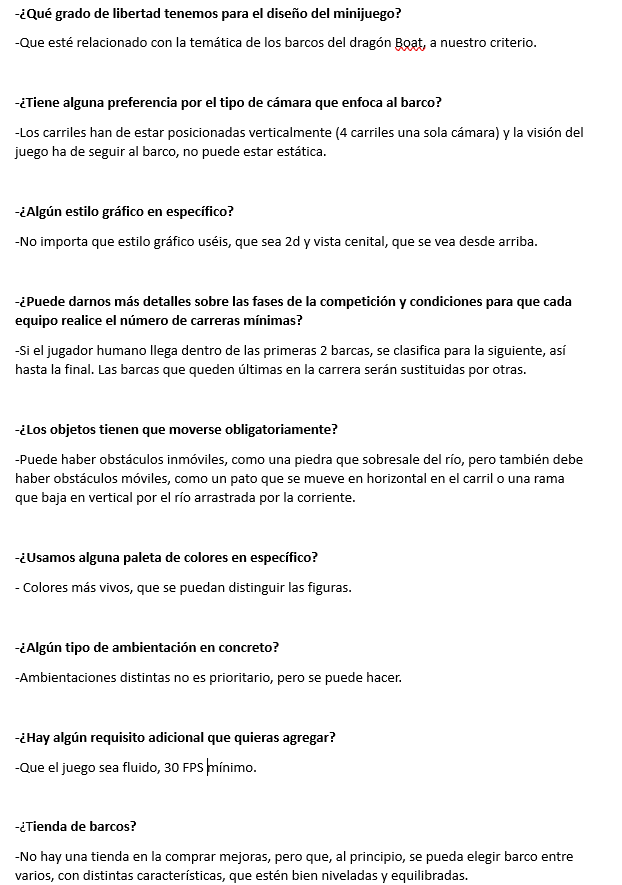 -¿Qué grado de libertad tenemos para el diseño del minijuego?
-Que esté relacionado con la temática de los barcos del dragón Boat, a nuestro criterio.
-¿Tiene alguna preferencia por el tipo de cámara que enfoca al barco?
-Los carriles han de estar posicionadas verticalmente (4 carriles una sola cámara) y la visión del
juego ha de seguir al barco, no puede estar estática.
-¿Algún estilo gráfico en específico?
-No importa que estilo gráfico uséis, que sea 2d y vista cenital, que se vea desde arriba.
-¿Puede darnos más detalles sobre las fases de la competición y condiciones para que cada
equipo realice el número de carreras mínimas?
-Si el jugador humano llega dentro de las primeras 2 barcas, se clasifica para la siguiente, así
hasta la final. Las barcas que queden últimas en la carrera serán sustituidas por otras.
-¿Los objetos tienen que moverse obligatoriamente?
-Puede haber obstáculos inmóviles, como una piedra que sobresale del río, pero también debe
haber obstáculos móviles, como un pato que se mueve en horizontal en el carril o una rama
que baja en vertical por el río arrastrada por la corriente.
-¿Usamos alguna paleta de colores en específico?
- Colores más vivos, que se puedan distinguir las figuras.
-¿Algún tipo de ambientación en concreto?
-Ambientaciones distintas no es prioritario, pero se puede hacer.
-¿Hay algún requisito adicional que quieras agregar?
-Que el juego sea fluido, 30 FPS mínimo.
-¿Tienda de barcos?
-No hay una tienda en la comprar mejoras, pero que, al principio, se pueda elegir barco entre
varios, con distintas características, que estén bien niveladas y equilibradas.